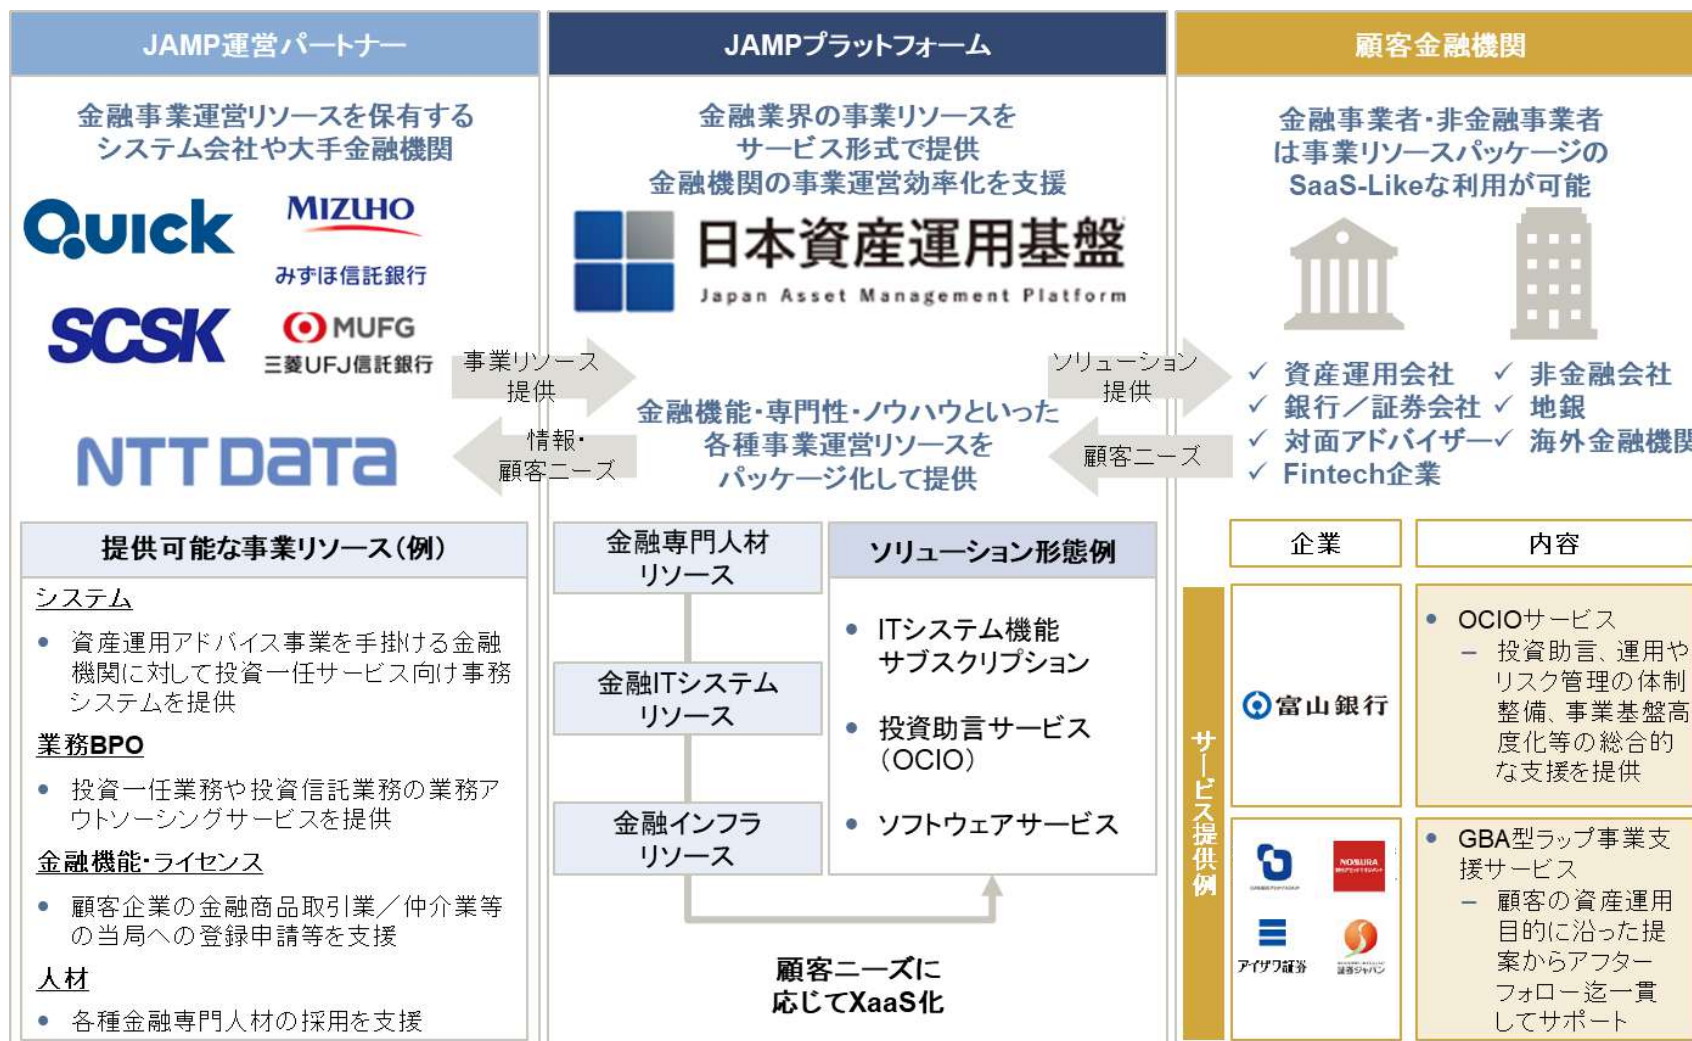 JAMP運営パートナー
金融事業運営リソースを保有する
システム会社や大手金融機関
QUICK
MIZUHO
みずほ信託銀行
SCSK
MUFG
三菱UFJ信託銀行
NTT DATA
事業リソース
提供
情報・
顧客ニーズ
提供可能な事業リソース（例）
システム
• 資産運用アドバイス事業を手掛ける金融
機関に対して投資一任サービス向け事務
システムを提供
業務BPO
• 投資一任業務や投資信託業務の業務ア
ウトソーシングサービスを提供
金融機能・ライセンス
• 顧客企業の金融商品取引業／仲介業等
の当局への登録申請等を支援
人材
• 各種金融専門人材の採用を支援
JAMPプラットフォーム
金融業界の事業リソースを
サービス形式で提供
金融機関の事業運営効率化を支援
日本資産運用基盤
Japan Asset Management Platform
金融機能・専門性・ノウハウといった
各種事業運営リソースを
パッケージ化して提供
ソリューション
提供
顧客ニーズ
金融専門人材
リソース
金融ITシステム
リソース
金融インフラ
リソース
ソリューション形態例
• ITシステム機能
サブスクリプション
• 投資助言サービス
（OCIO）
• ソフトウェアサービス
顧客ニーズに
応じてXaaS化
顧客金融機関
金融事業者・非金融事業者
は事業リソースパッケージの
SaaS-Likeな利用が可能
✓ 資産運用会社
✓ 銀行／証券会社
✓ 対面アドバイザー
✓ Fintech企業
✓ 非金融会社
✓ 地銀
✓ 海外金融機関
企業
内容
サービス提供例
富山銀行
• OCIOサービス
– 投資助言、運用や
リスク管理の体制
整備、事業基盤高
度化等の総合的
な支援を提供
NOMURA
アイザワ証券
証券ジャパン
• GBA型ラップ事業支
援サービス
– 顧客の資産運用
目的に沿った提
案からアフター
フォロー迄一貫
してサポート